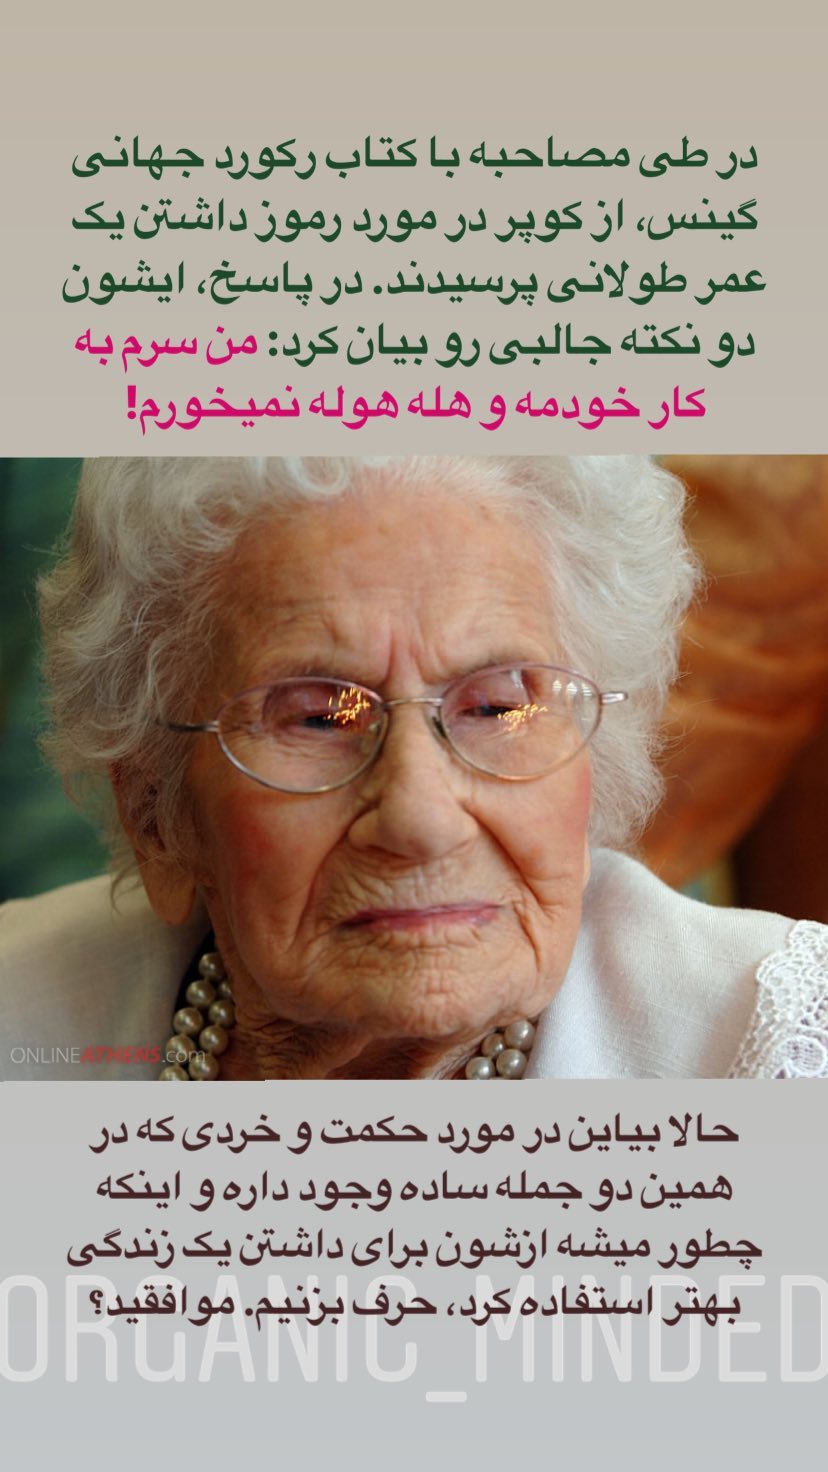 در طی مصاحبه با کتاب رکورد جهانی
گینس، از کوپر در مورد رموز داشتن یک
عمر طولانی پرسیدند. در پاسخ، ایشون
دو نکته جالبی رو بیان کرد: من سرم به
کار خودمه و هله هوله نمیخورم!
ONLINEATHENS.com
حالا بیاین در مورد حکمت و خردی که در
همین دو جمله ساده وجود داره و اینکه
چطور میشه ازشون برای داشتن یک زندگی
بهتر استفاده کرد، حرف بزنیم. موافقید؟
ORGANIC_MINDED